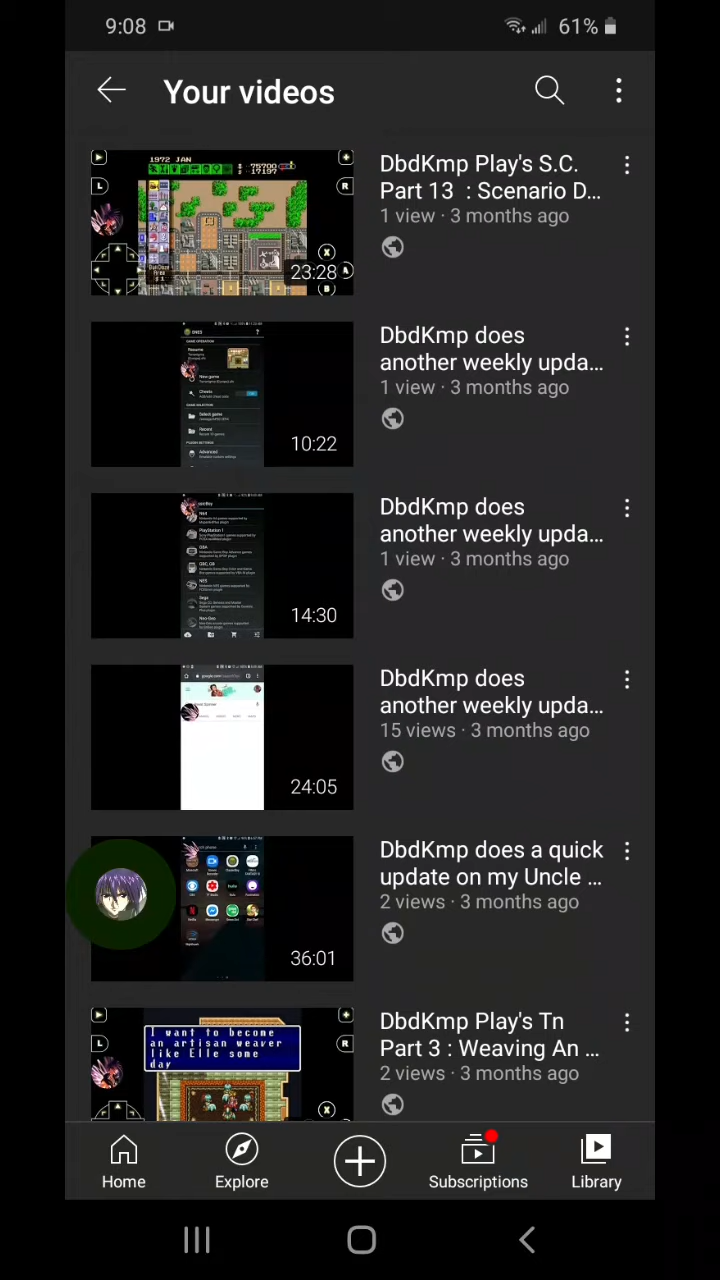 9:08
61%
Your videos
1972 JAN
75700
17197
L
R
X
A
B
23:28
DbdKmp Play's S.C.
Part 13 : Scenario D...
1 view · 3 months ago
10:22
DbdKmp does
another weekly upda...
1 view · 3 months ago
14:30
DbdKmp does
another weekly upda...
1 view · 3 months ago
24:05
DbdKmp does
another weekly upda...
15 views · 3 months ago
36:01
DbdKmp does a quick
update on my Uncle ...
2 views · 3 months ago
I want to become
an artisan weaver
like Elle some
day
L
R
X
DbdKmp Play's Tn
Part 3 : Weaving An ...
2 views · 3 months ago
Home
Explore
Subscriptions
Library